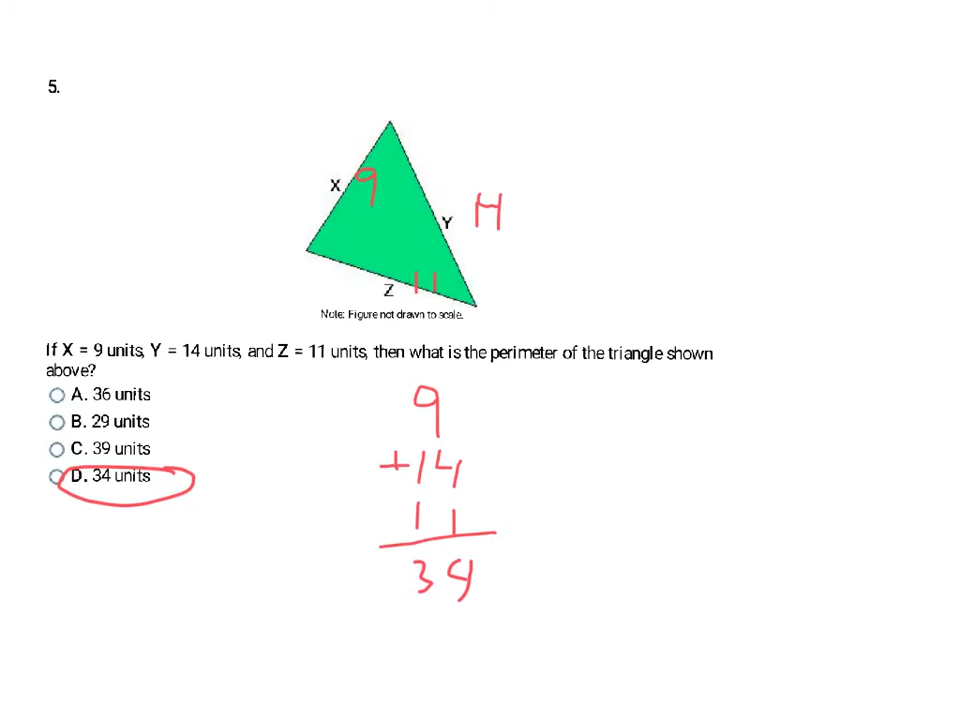 5.
X 9
Y 14
Z 11
Note: Figure not drawn to scale.
If X = 9 units, Y = 14 units, and Z = 11 units, then what is the perimeter of the triangle shown
above?
A. 36 units
B. 29 units
C. 39 units
D. 34 units
9
+14
11
34